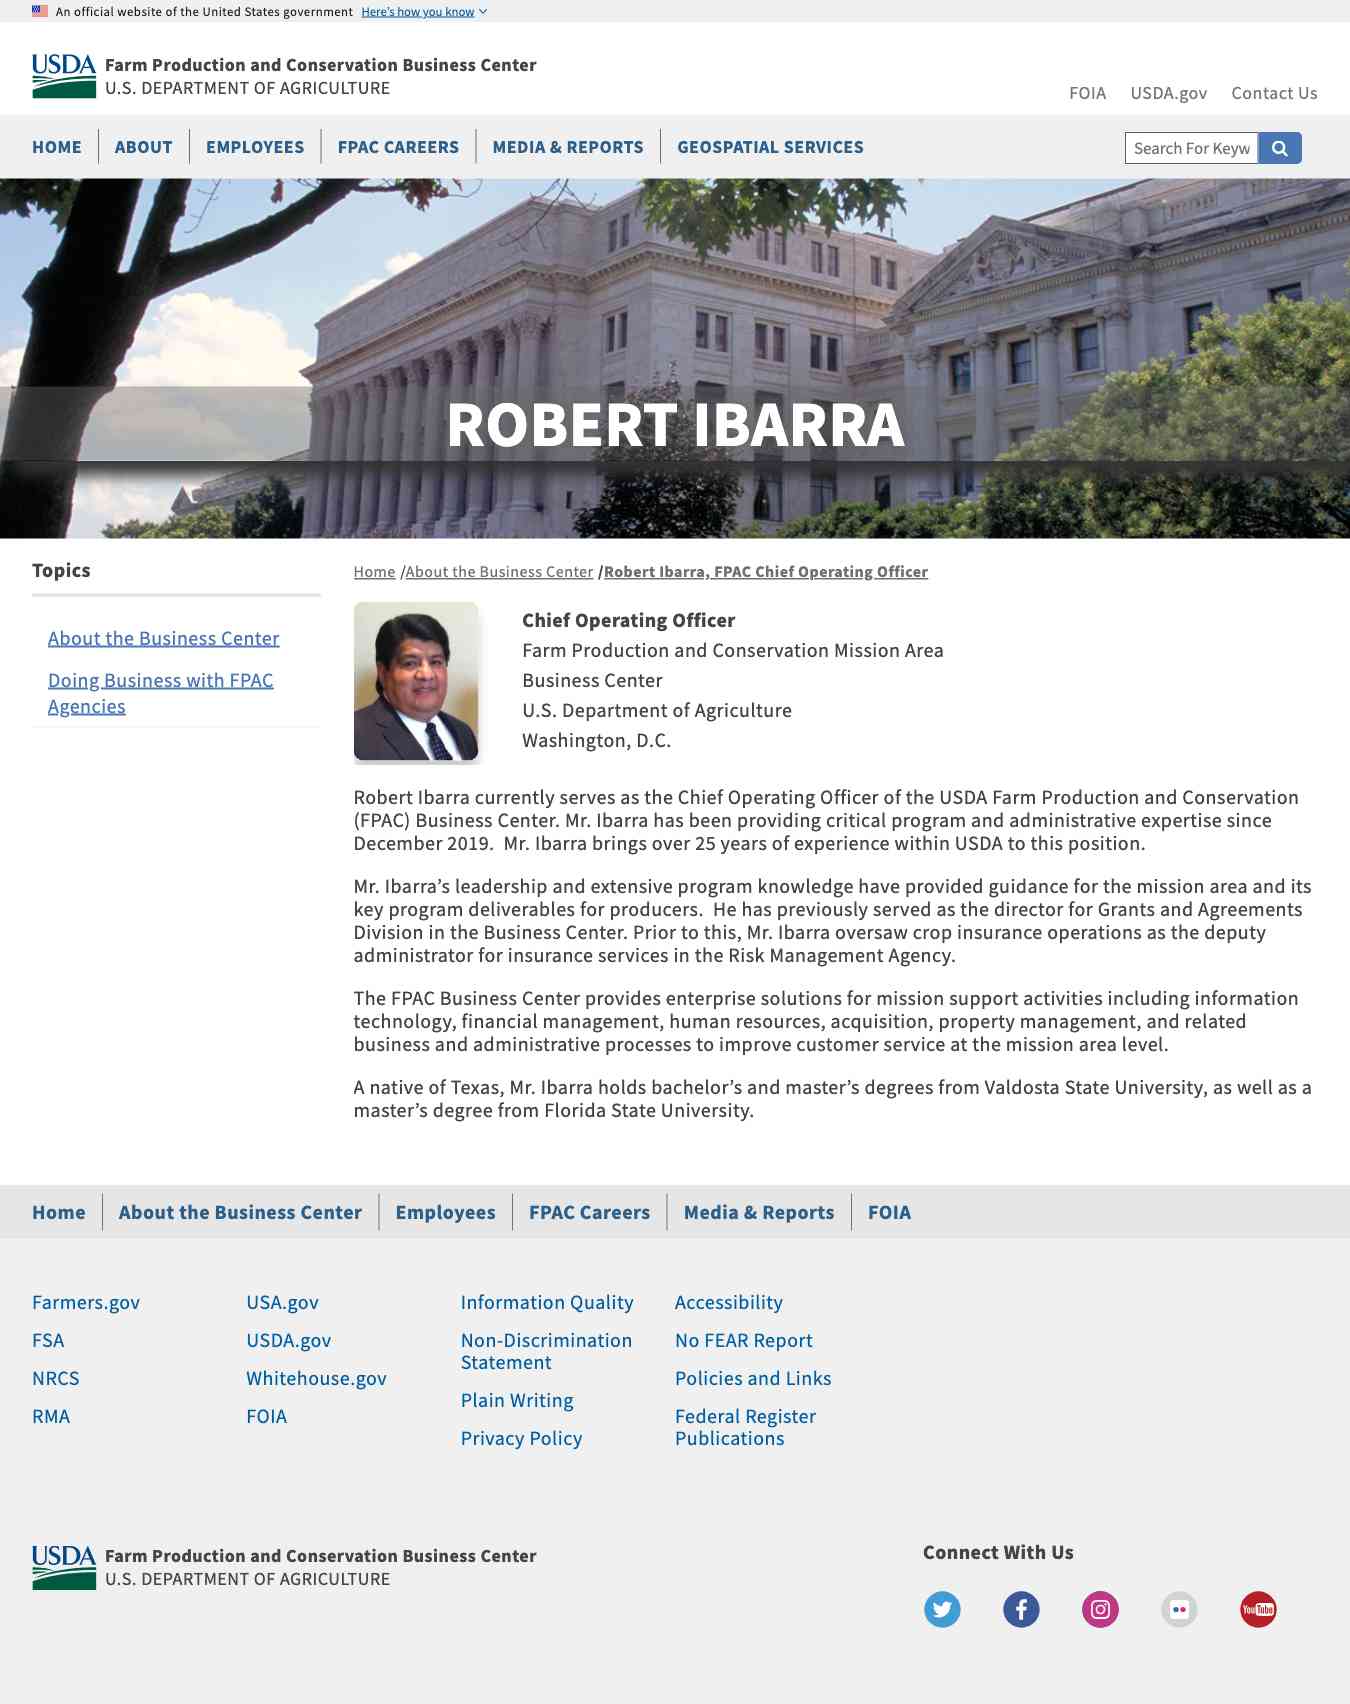 An official website of the United States government Here's how you know
USDA Farm Production and Conservation Business Center
U.S. DEPARTMENT OF AGRICULTURE
FOIA USDA.gov Contact Us
HOME ABOUT EMPLOYEES FPAC CAREERS MEDIA & REPORTS GEOSPATIAL SERVICES Search For Keyw
ROBERT IBARRA
Topics
About the Business Center
Doing Business with FPAC
Agencies
Home /About the Business Center /Robert Ibarra, FPAC Chief Operating Officer
Chief Operating Officer
Farm Production and Conservation Mission Area
Business Center
U.S. Department of Agriculture
Washington, D.C.
Robert Ibarra currently serves as the Chief Operating Officer of the USDA Farm Production and Conservation
(FPAC) Business Center. Mr. Ibarra has been providing critical program and administrative expertise since
December 2019.  Mr. Ibarra brings over 25 years of experience within USDA to this position.
Mr. Ibarra’s leadership and extensive program knowledge have provided guidance for the mission area and its
key program deliverables for producers.  He has previously served as the director for Grants and Agreements
Division in the Business Center. Prior to this, Mr. Ibarra oversaw crop insurance operations as the deputy
administrator for insurance services in the Risk Management Agency.
The FPAC Business Center provides enterprise solutions for mission support activities including information
technology, financial management, human resources, acquisition, property management, and related
business and administrative processes to improve customer service at the mission area level.
A native of Texas, Mr. Ibarra holds bachelor’s and master’s degrees from Valdosta State University, as well as a
master’s degree from Florida State University.
Home About the Business Center Employees FPAC Careers Media & Reports FOIA
Farmers.gov
FSA
NRCS
RMA
USA.gov
USDA.gov
Whitehouse.gov
FOIA
Information Quality
Non-Discrimination
Statement
Plain Writing
Privacy Policy
Accessibility
No FEAR Report
Policies and Links
Federal Register
Publications
USDA Farm Production and Conservation Business Center
U.S. DEPARTMENT OF AGRICULTURE
Connect With Us
YouTube